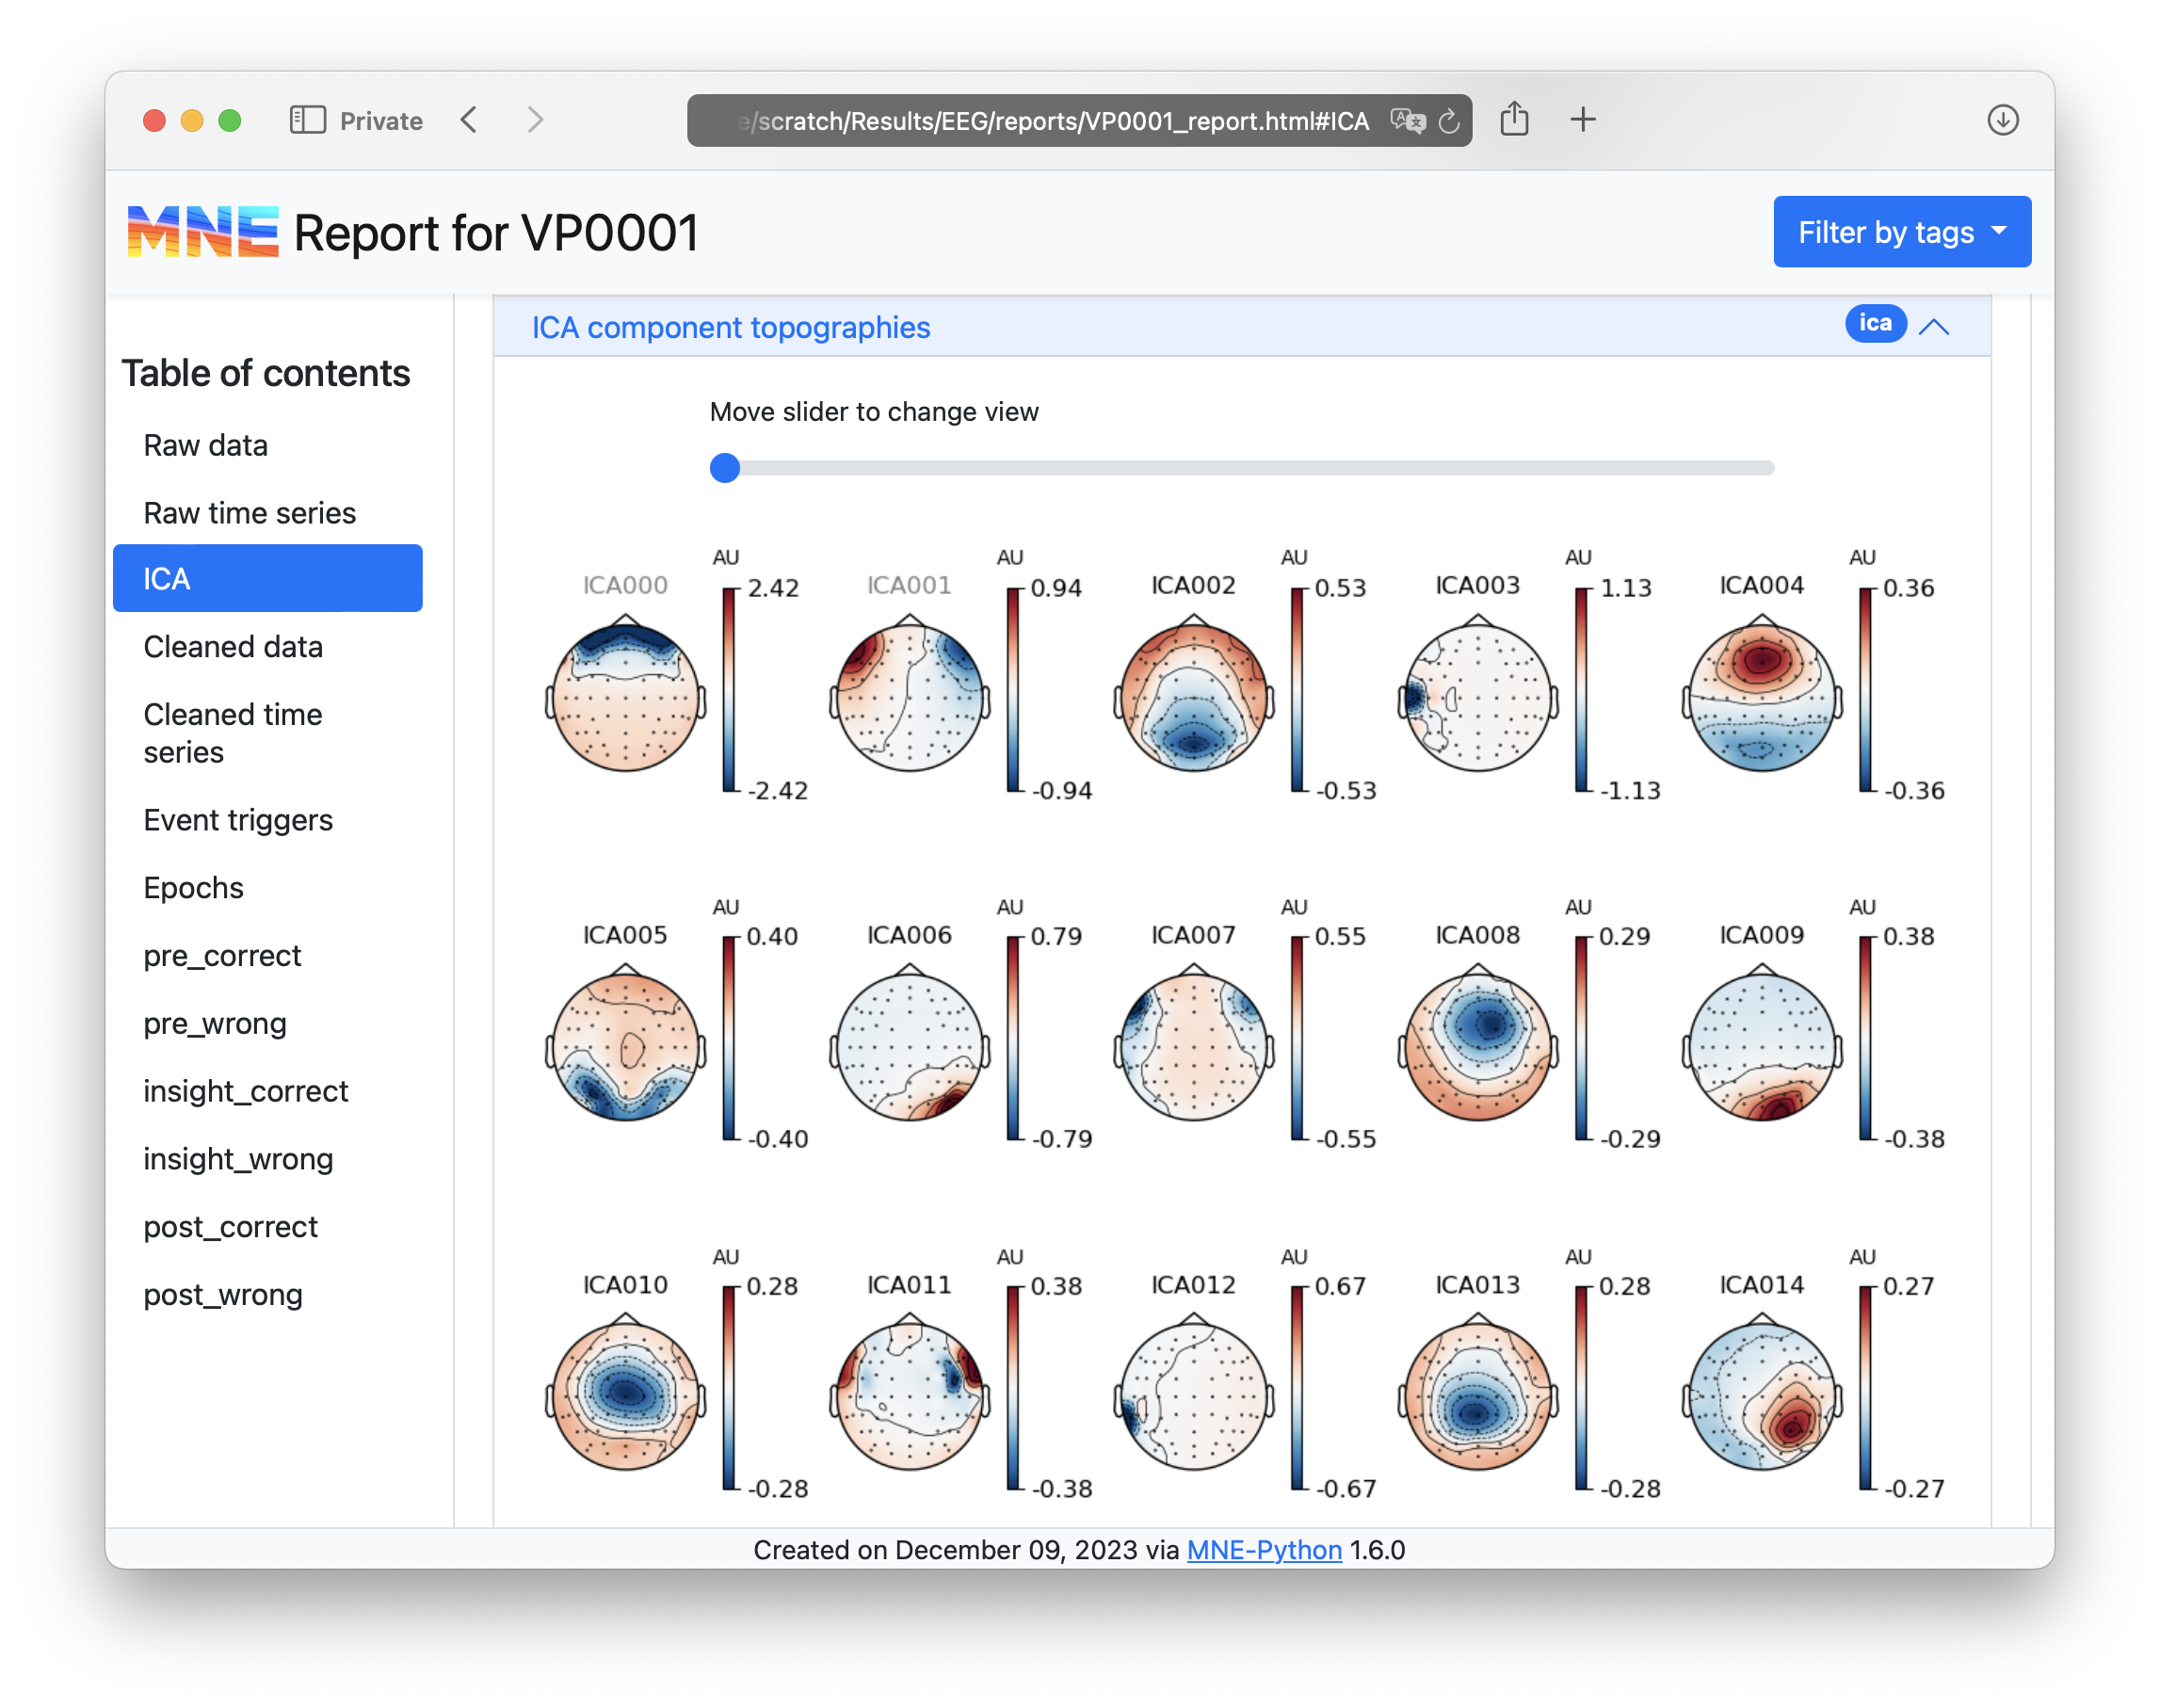 Private
e/scratch/Results/EEG/reports/VP0001_report.html#ICA
MNE Report for VP0001
Filter by tags
Table of contents
Raw data
Raw time series
ICA
Cleaned data
Cleaned time
series
Event triggers
Epochs
pre_correct
pre_wrong
insight_correct
insight_wrong
post_correct
post_wrong
ICA component topographies
ica
Move slider to change view
AU AU AU AU AU
ICA000 2.42 ICA001 0.94 ICA002 0.53 ICA003 1.13 ICA004 0.36
-2.42 -0.94 -0.53 -1.13 -0.36
AU AU AU AU AU
ICA005 0.40 ICA006 0.79 ICA007 0.55 ICA008 0.29 ICA009 0.38
-0.40 -0.79 -0.55 -0.29 -0.38
AU AU AU AU AU
ICA010 0.28 ICA011 0.38 ICA012 0.67 ICA013 0.28 ICA014 0.27
-0.28 -0.38 -0.67 -0.28 -0.27
Created on December 09, 2023 via MNE-Python 1.6.0